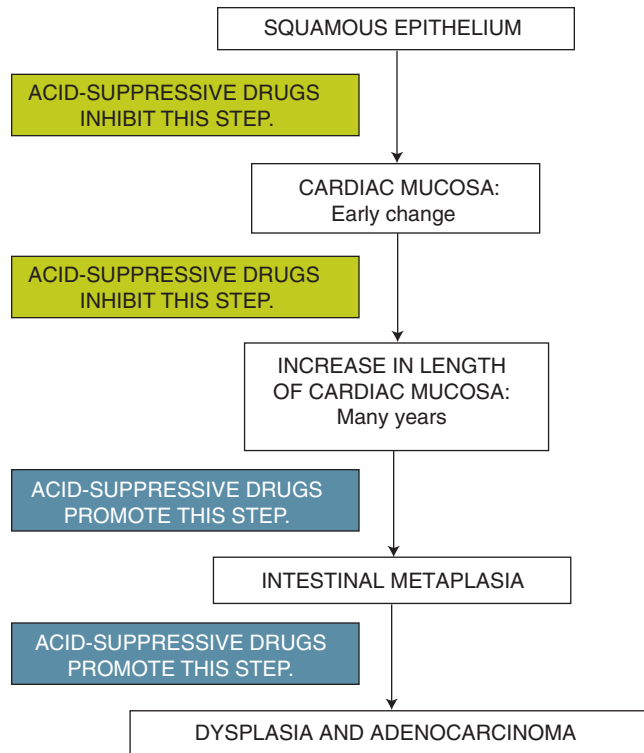 SQUAMOUS EPITHELIUM
ACID-SUPPRESSIVE DRUGS
INHIBIT THIS STEP.
CARDIAC MUCOSA:
Early change
ACID-SUPPRESSIVE DRUGS
INHIBIT THIS STEP.
INCREASE IN LENGTH
OF CARDIAC MUCOSA:
Many years
ACID-SUPPRESSIVE DRUGS
PROMOTE THIS STEP.
INTESTINAL METAPLASIA
ACID-SUPPRESSIVE DRUGS
PROMOTE THIS STEP.
DYSPLASIA AND ADENOCARCINOMA